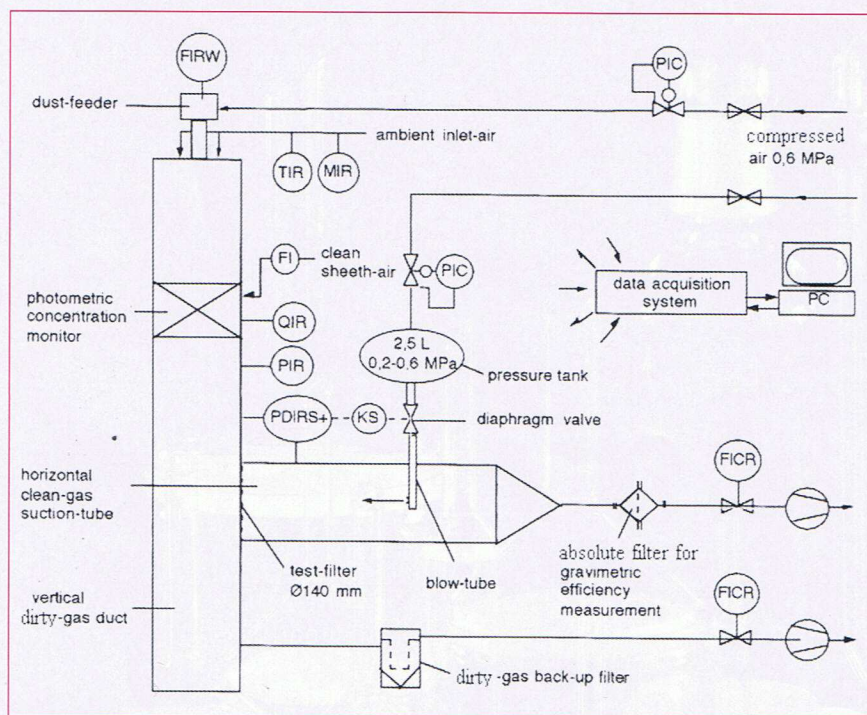 FIRW
PIC
dust-feeder
ambient inlet-air
compressed
air 0,6 MPa
TIR
MIR
FI
clean
sheeth-air
PIC
data acquisition
system
PC
photometric
concentration
monitor
QIR
2,5 L
0,2-0,6 MPa
PIR
pressure tank
PDIRS+
KS
diaphragm valve
FICR
horizontal
clean-gas
suction-tube
test-filter
Ø140 mm
blow-tube
absolute filter for
gravimetric
efficiency
measurement
FICR
vertical
dirty-gas duct
dirty -gas back-up filter